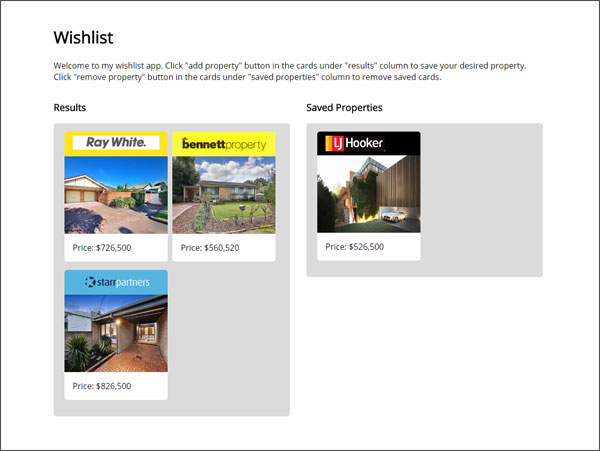 Wishlist
Welcome to my wishlist app. Click "add property" button in the cards under "results" column to save your desired property.
Click "remove property" button in the cards under "saved properties" column to remove saved cards.
Results
Saved Properties
Ray White.
bennettproperty
LJ Hooker
Price: $726,500
Price: $560,520
Price: $526,500
starrpartners
Price: $826,500